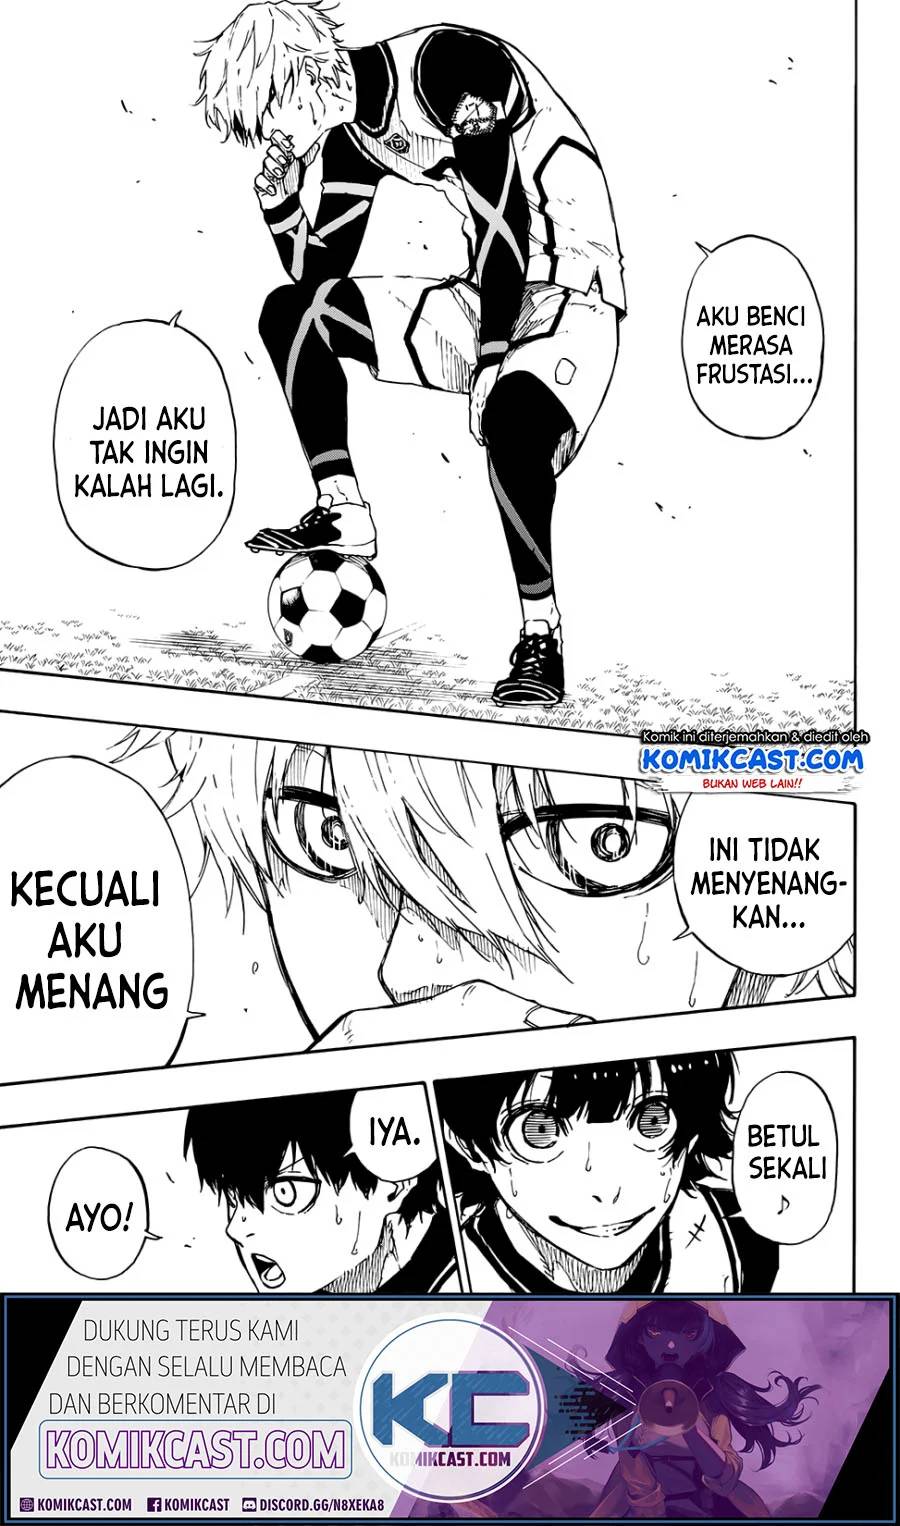 AKU BENCI
MERASA
FRUSTASI...
JADI AKU
TAK INGIN
KALAH LAGI.
Komik ini diterjemahkan & diedit oleh
KOMIKCAST.COM
BUKAN WEB LAIN!!
INI TIDAK
MENYENANG-
KAN...
KECUALI
AKU
MENANG
BETUL
SEKALI
♪
IYA.
AYO!
DUKUNG TERUS KAMI
DENGAN SELALU MEMBACA
DAN BERKOMENTAR DI
KOMIKCAST.COM
KC
KOMIKCAST.COM
KOMIKCAST.COM
KOMIKCAST
DISCORD.GG/N8XEKA8